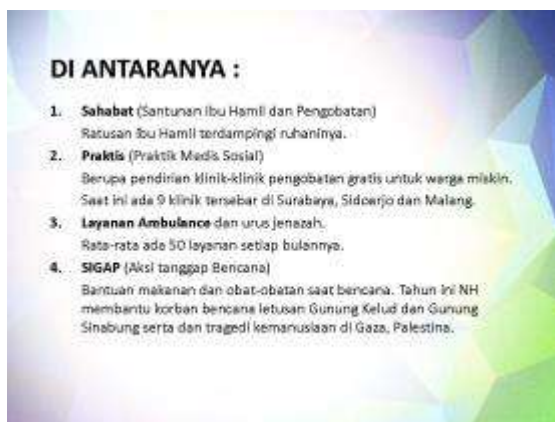 DI ANTARANYA :
1. Sahabat (Santunan Ibu Hamil dan Pengobatan)
Ratusan Ibu Hamil terdampingi ruhaninya.
2. Praktis (Praktik Medis Sosial)
Berupa pendirian klinik-klinik pengobatan gratis untuk warga miskin.
Saat ini ada 9 klinik tersebar di Surabaya, Sidoarjo dan Malang.
3. Layanan Ambulance dan urus jenazah.
Rata-rata ada 50 layanan setiap bulannya.
4. SIGAP (Aksi tanggap Bencana)
Bantuan makanan dan obat-obatan saat bencana. Tahun ini NH
membantu korban bencana letusan Gunung Kelud dan Gunung
Sinabung serta dan tragedi kemanusiaan di Gaza, Palestina.